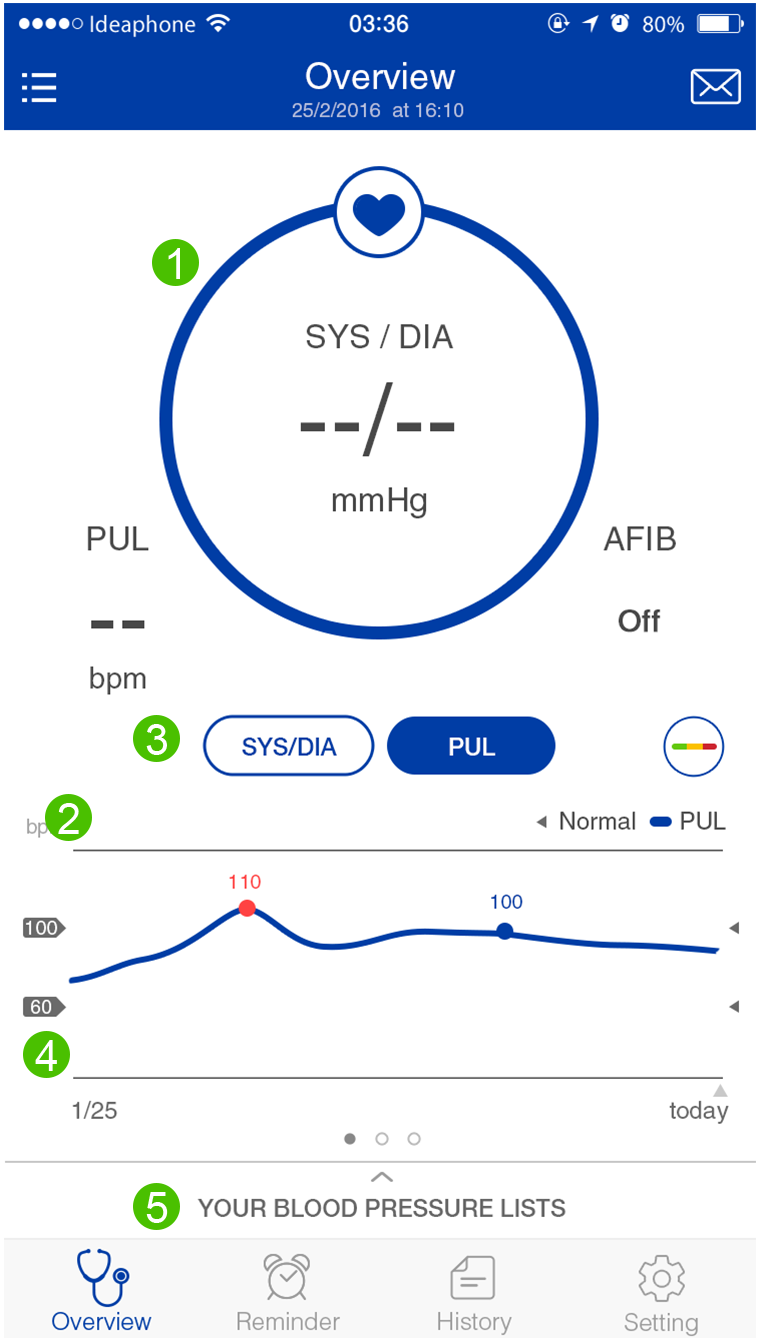 Ideaphone 03:36 80%
Overview
25/2/2016 at 16:10
1
SYS / DIA
--/--
mmHg
PUL
AFIB
--
Off
bpm
3 SYS/DIA PUL
2
Normal PUL
110
100
100
60
4
1/25 today
5 YOUR BLOOD PRESSURE LISTS
Overview Reminder History Setting